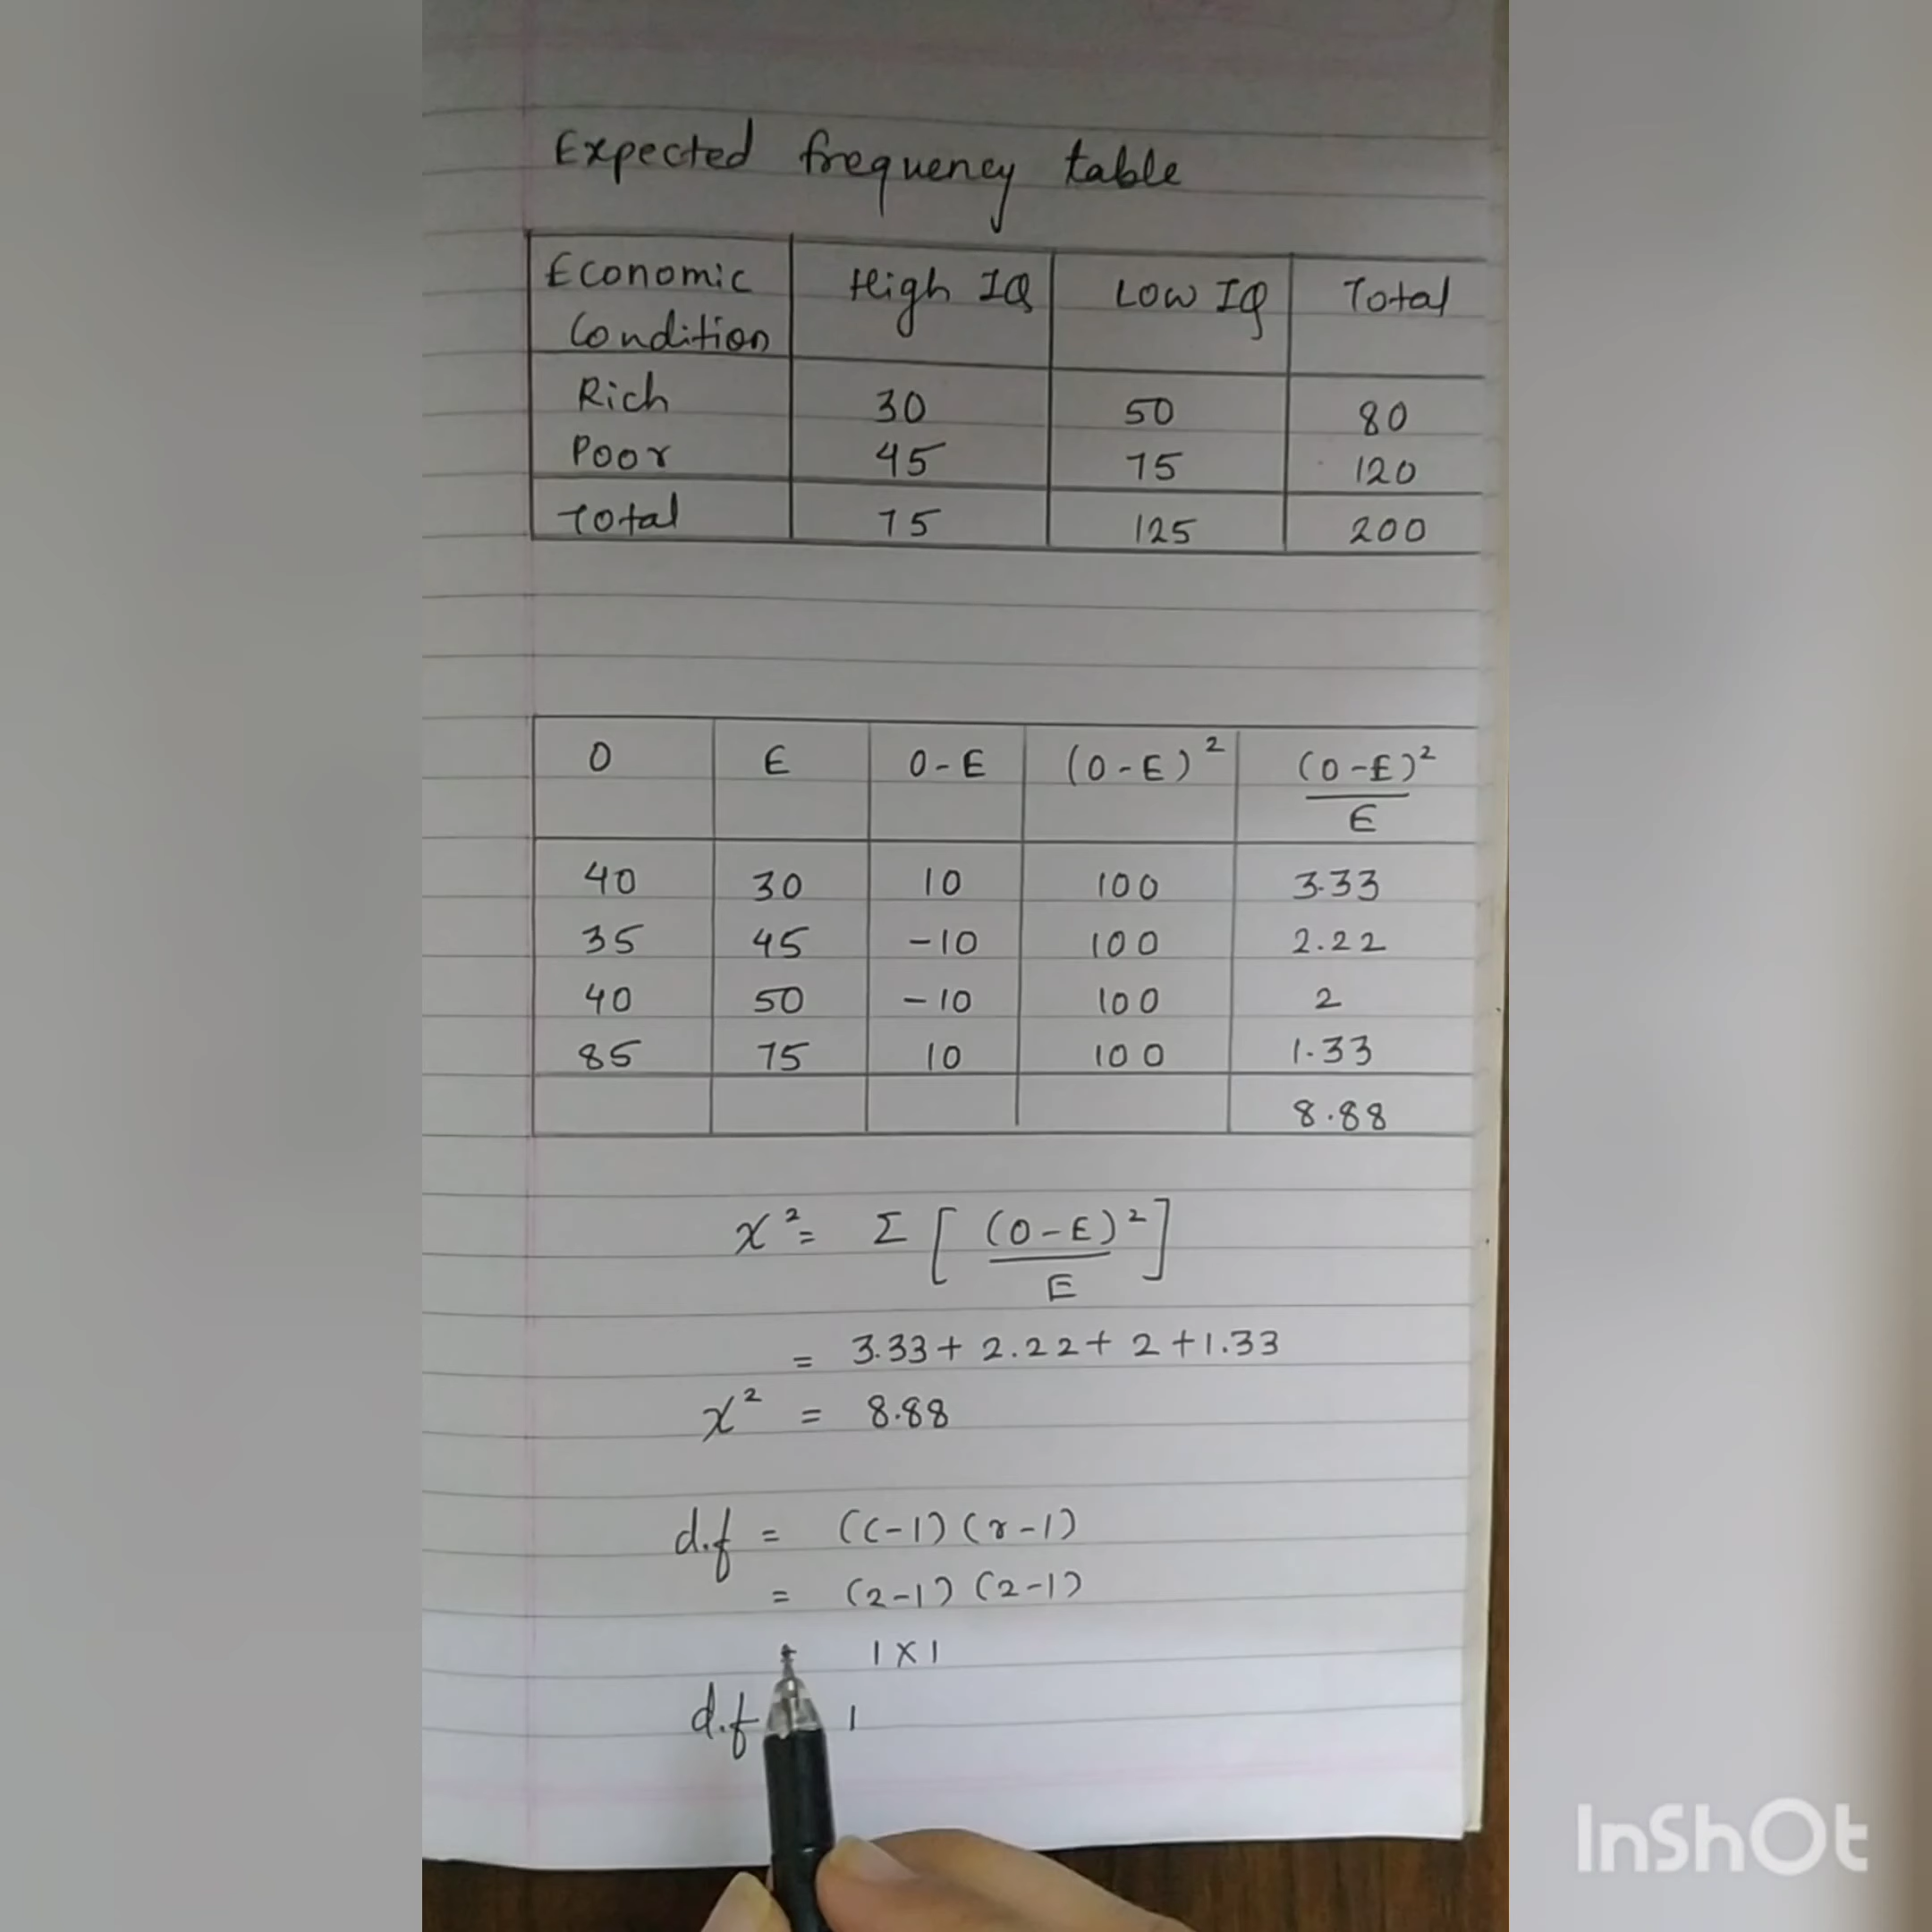 Expected frequency table
Economic Condition High IQ Low IQ Total
Rich 30 50 80
Poor 45 75 120
Total 75 125 200
O E O-E (O-E)² (O-E)²/E
40 30 10 100 3.33
35 45 -10 100 2.22
40 50 -10 100 2
85 75 10 100 1.33
8.88
χ² = Σ [(O-E)²/E]
= 3.33+ 2.22+ 2+1.33
χ² = 8.88
d.f = (c-1) (r-1)
= (2-1) (2-1)
1 x 1
d.f 1
InShOt